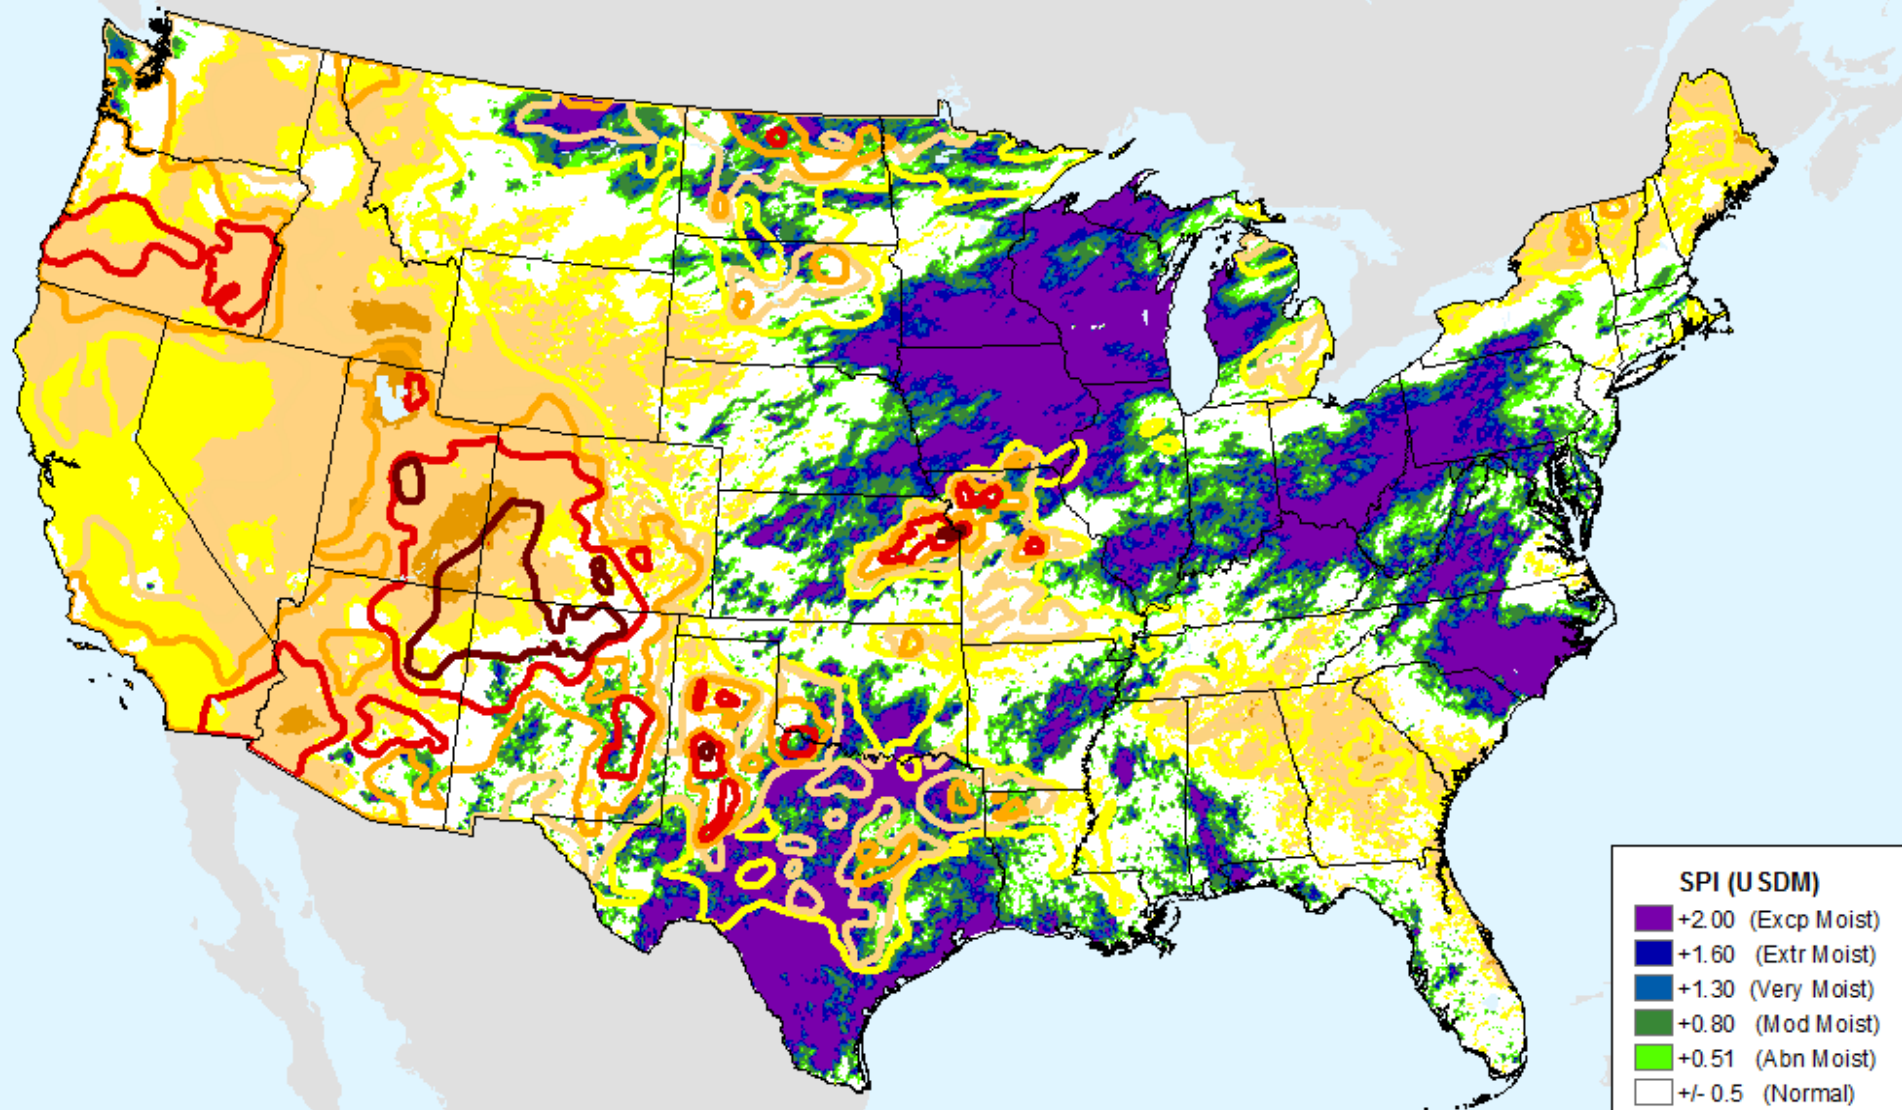 SPI (USDM)
+2.00 (Excp Moist)
+1.60 (Extr Moist)
+1.30 (Very Moist)
+0.80 (Mod Moist)
+0.51 (Abn Moist)
+/- 0.5 (Normal)